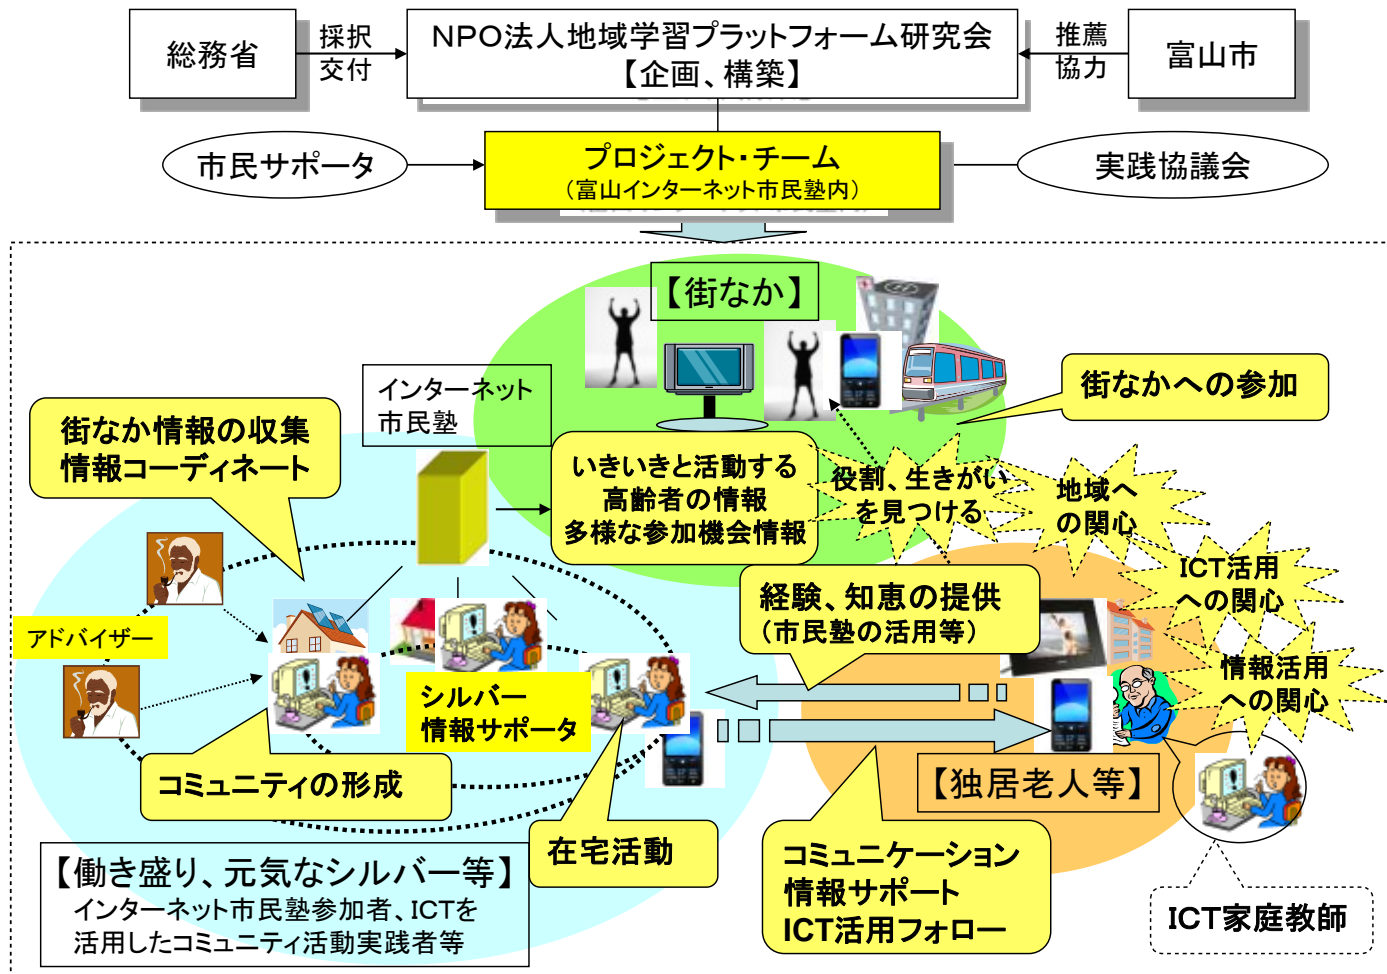 総務省
採択
交付
NPO法人地域学習プラットフォーム研究会
【企画、構築】
推薦
協力
富山市
市民サポータ
プロジェクト・チーム
（富山インターネット市民塾内）
実践協議会
【街なか】
インターネット
市民塾
街なかへの参加
街なか情報の収集
情報コーディネート
いきいきと活動する
高齢者の情報
多様な参加機会情報
役割、生きがい
を見つける
地域へ
の関心
ICT活用
への関心
情報活用
への関心
経験、知恵の提供
（市民塾の活用等）
アドバイザー
シルバー
情報サポータ
コミュニティの形成
在宅活動
【独居老人等】
コミュニケーション
情報サポート
ICT活用フォロー
ICT家庭教師
【働き盛り、元気なシルバー等】
インターネット市民塾参加者、ICTを
活用したコミュニティ活動実践者等